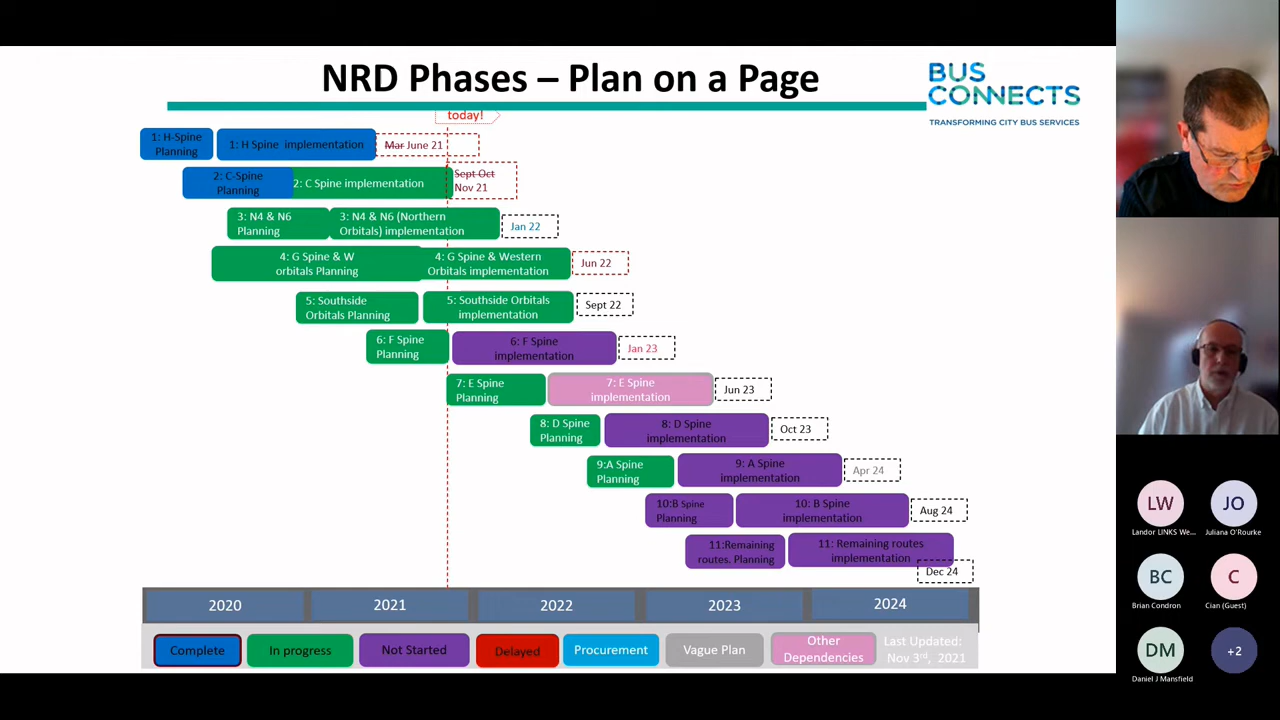 NRD Phases – Plan on a Page
BUS
CONNECTS
TRANSFORMING CITY BUS SERVICES
today!
1: H-Spine
Planning
1: H Spine implementation
Mar June 21
2: C-Spine
Planning
2: C Spine implementation
Sept Oct
Nov 21
3: N4 & N6
Planning
3: N4 & N6 (Northern
Orbitals) implementation
Jan 22
4: G Spine & W
orbitals Planning
4: G Spine & Western
Orbitals implementation
Jun 22
5: Southside
Orbitals Planning
5: Southside Orbitals
implementation
Sept 22
6: F Spine
Planning
6: F Spine
implementation
Jan 23
7: E Spine
Planning
7: E Spine
implementation
Jun 23
8: D Spine
Planning
8: D Spine
implementation
Oct 23
9:A Spine
Planning
9: A Spine
implementation
Apr 24
10:B Spine
Planning
10: B Spine
implementation
Aug 24
11:Remaining
routes. Planning
11: Remaining routes
implementation
Dec 24
2020
2021
2022
2023
2024
Complete
In progress
Not Started
Delayed
Procurement
Vague Plan
Other
Dependencies
Last Updated:
Nov 3rd, 2021
LW
Landor LINKS We...
JO
Juliana O'Rourke
BC
Brian Condron
C
Cian (Guest)
DM
Daniel J Mansfield
+2